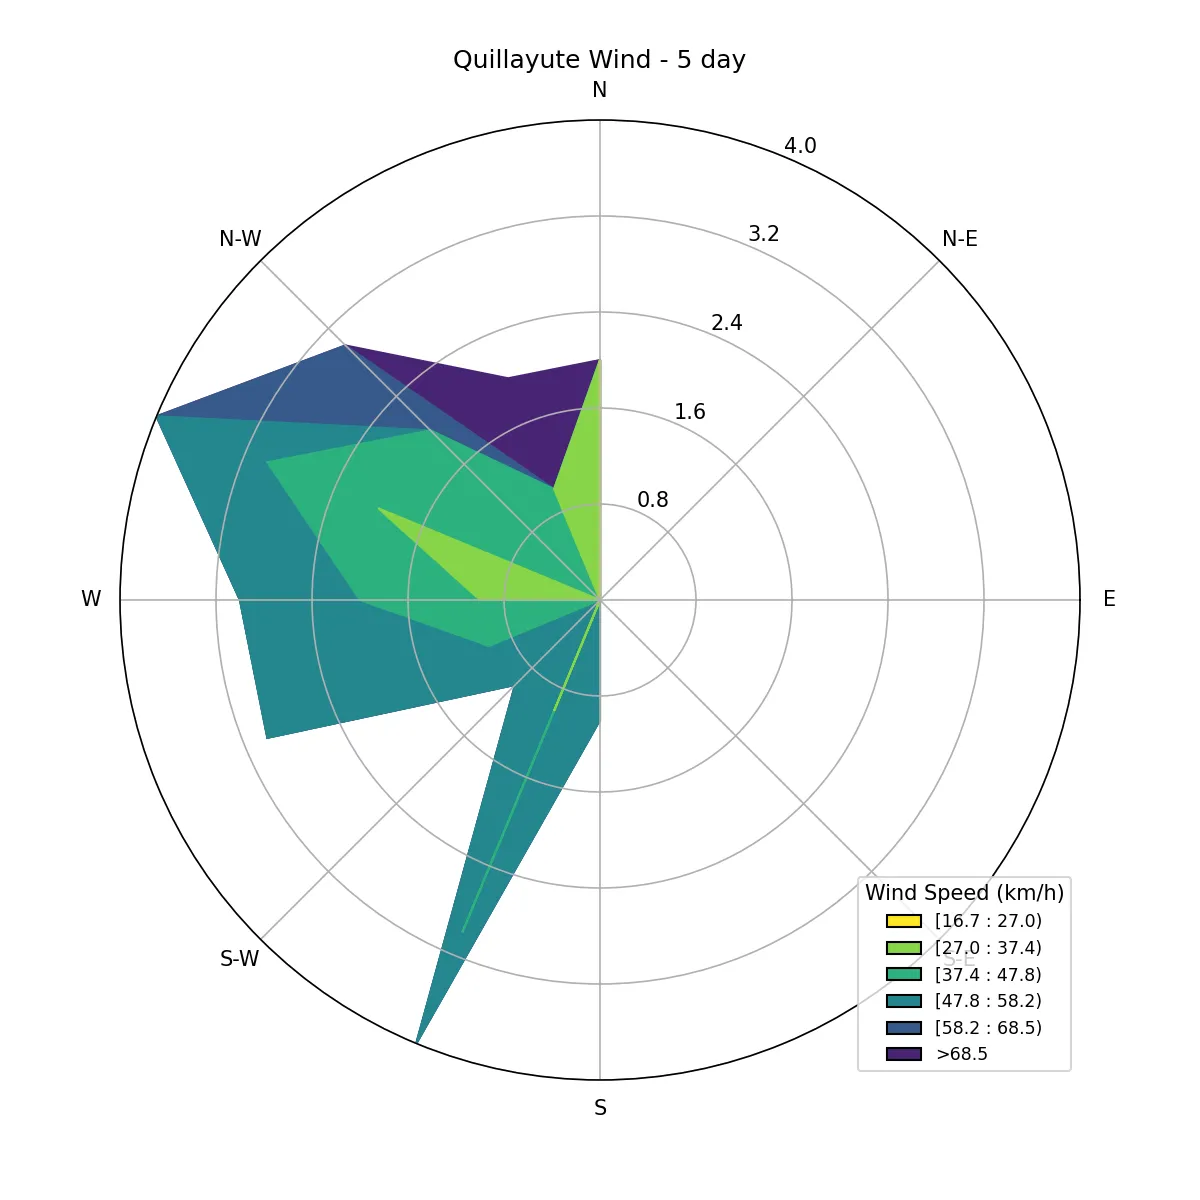 Quillayute Wind - 5 day
N
4.0
N-W
N-E
3.2
2.4
1.6
0.8
W
E
Wind Speed (km/h)
[16.7 : 27.0)
[27.0 : 37.4)
S-W
S-E
[37.4 : 47.8)
[47.8 : 58.2)
[58.2 : 68.5)
>68.5
S